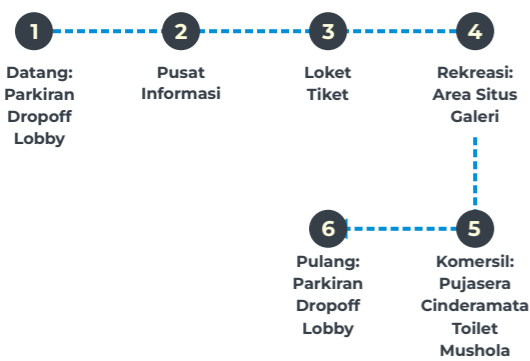 1
Datang:
Parkiran
Dropoff
Lobby
2
Pusat
Informasi
3
Loket
Tiket
4
Rekreasi:
Area Situs
Galeri
5
Komersil:
Pujasera
Cinderamata
Toilet
Mushola
6
Pulang:
Parkiran
Dropoff
Lobby